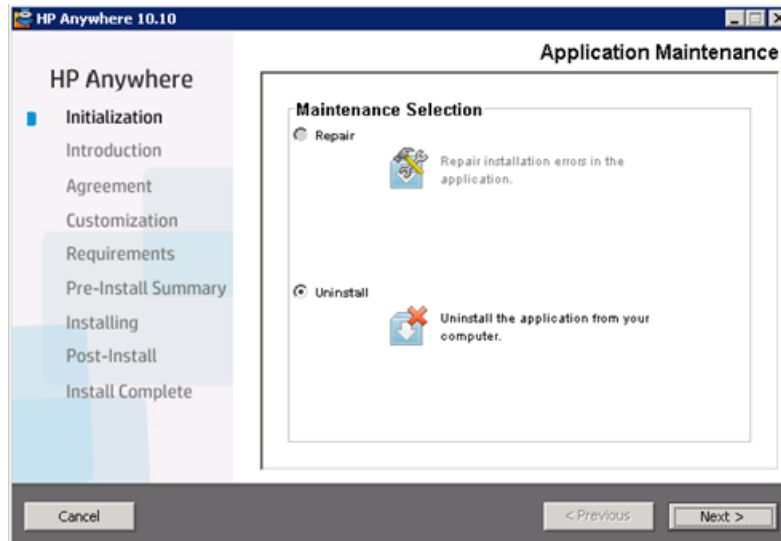 HP Anywhere 10.10
Application Maintenance
HP Anywhere
Initialization
Introduction
Agreement
Customization
Requirements
Pre-Install Summary
Installing
Post-Install
Install Complete
Maintenance Selection
Repair
Repair installation errors in the
application.
Uninstall
Uninstall the application from your
computer.
Cancel
< Previous
Next >